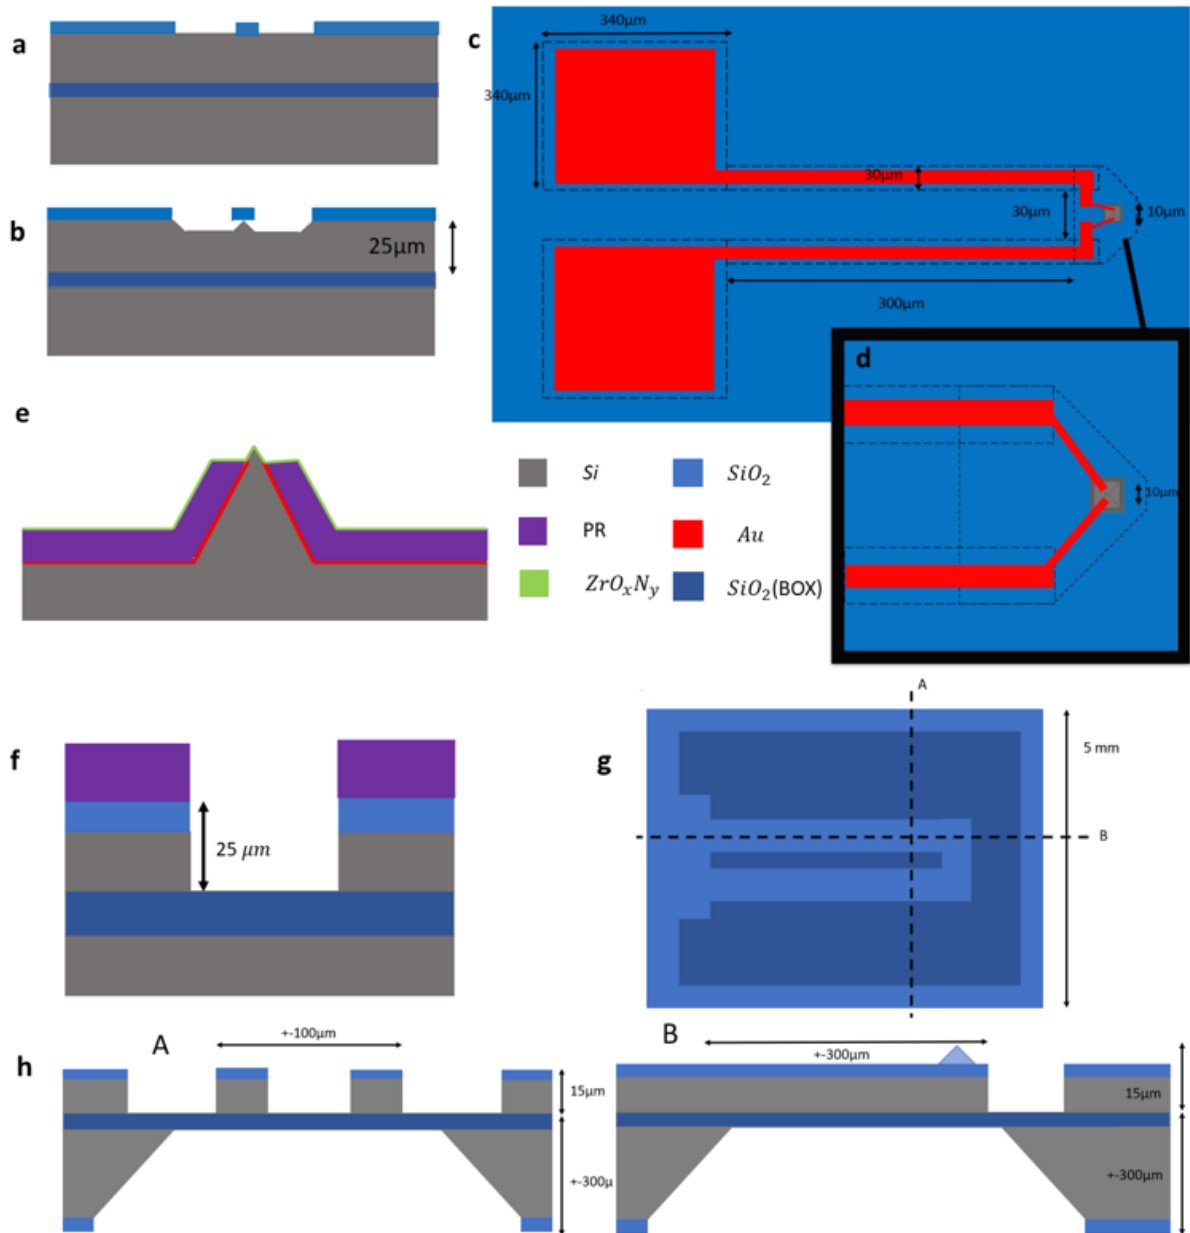 a
c
340µm
340µm
30µm
30µm
10µm
300µm
b
25µm
d
10µm
e
Si
SiO₂
PR
Au
ZrOₓNᵧ
SiO₂(BOX)
f
25 µm
g
A
5 mm
B
h
A
+-100µm
15µm
+-300µ
B
+-300µm
15µm
+-300µm